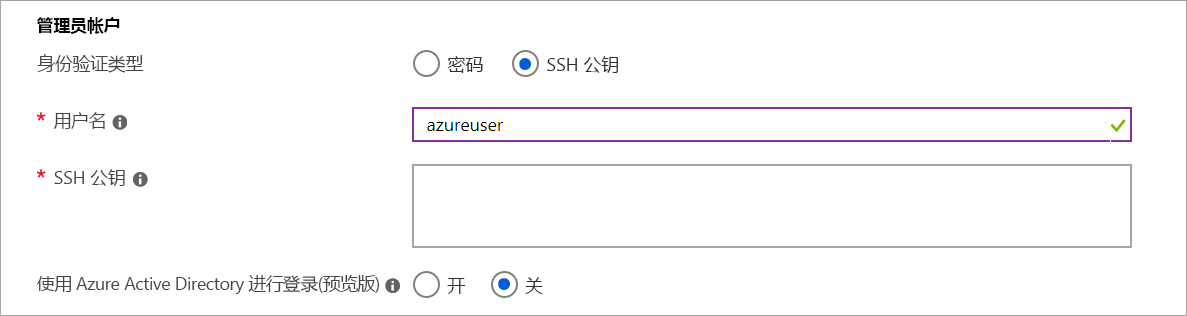 管理员帐户
身份验证类型 密码 SSH 公钥
* 用户名 azureuser
* SSH 公钥
使用 Azure Active Directory 进行登录(预览版) 开 关